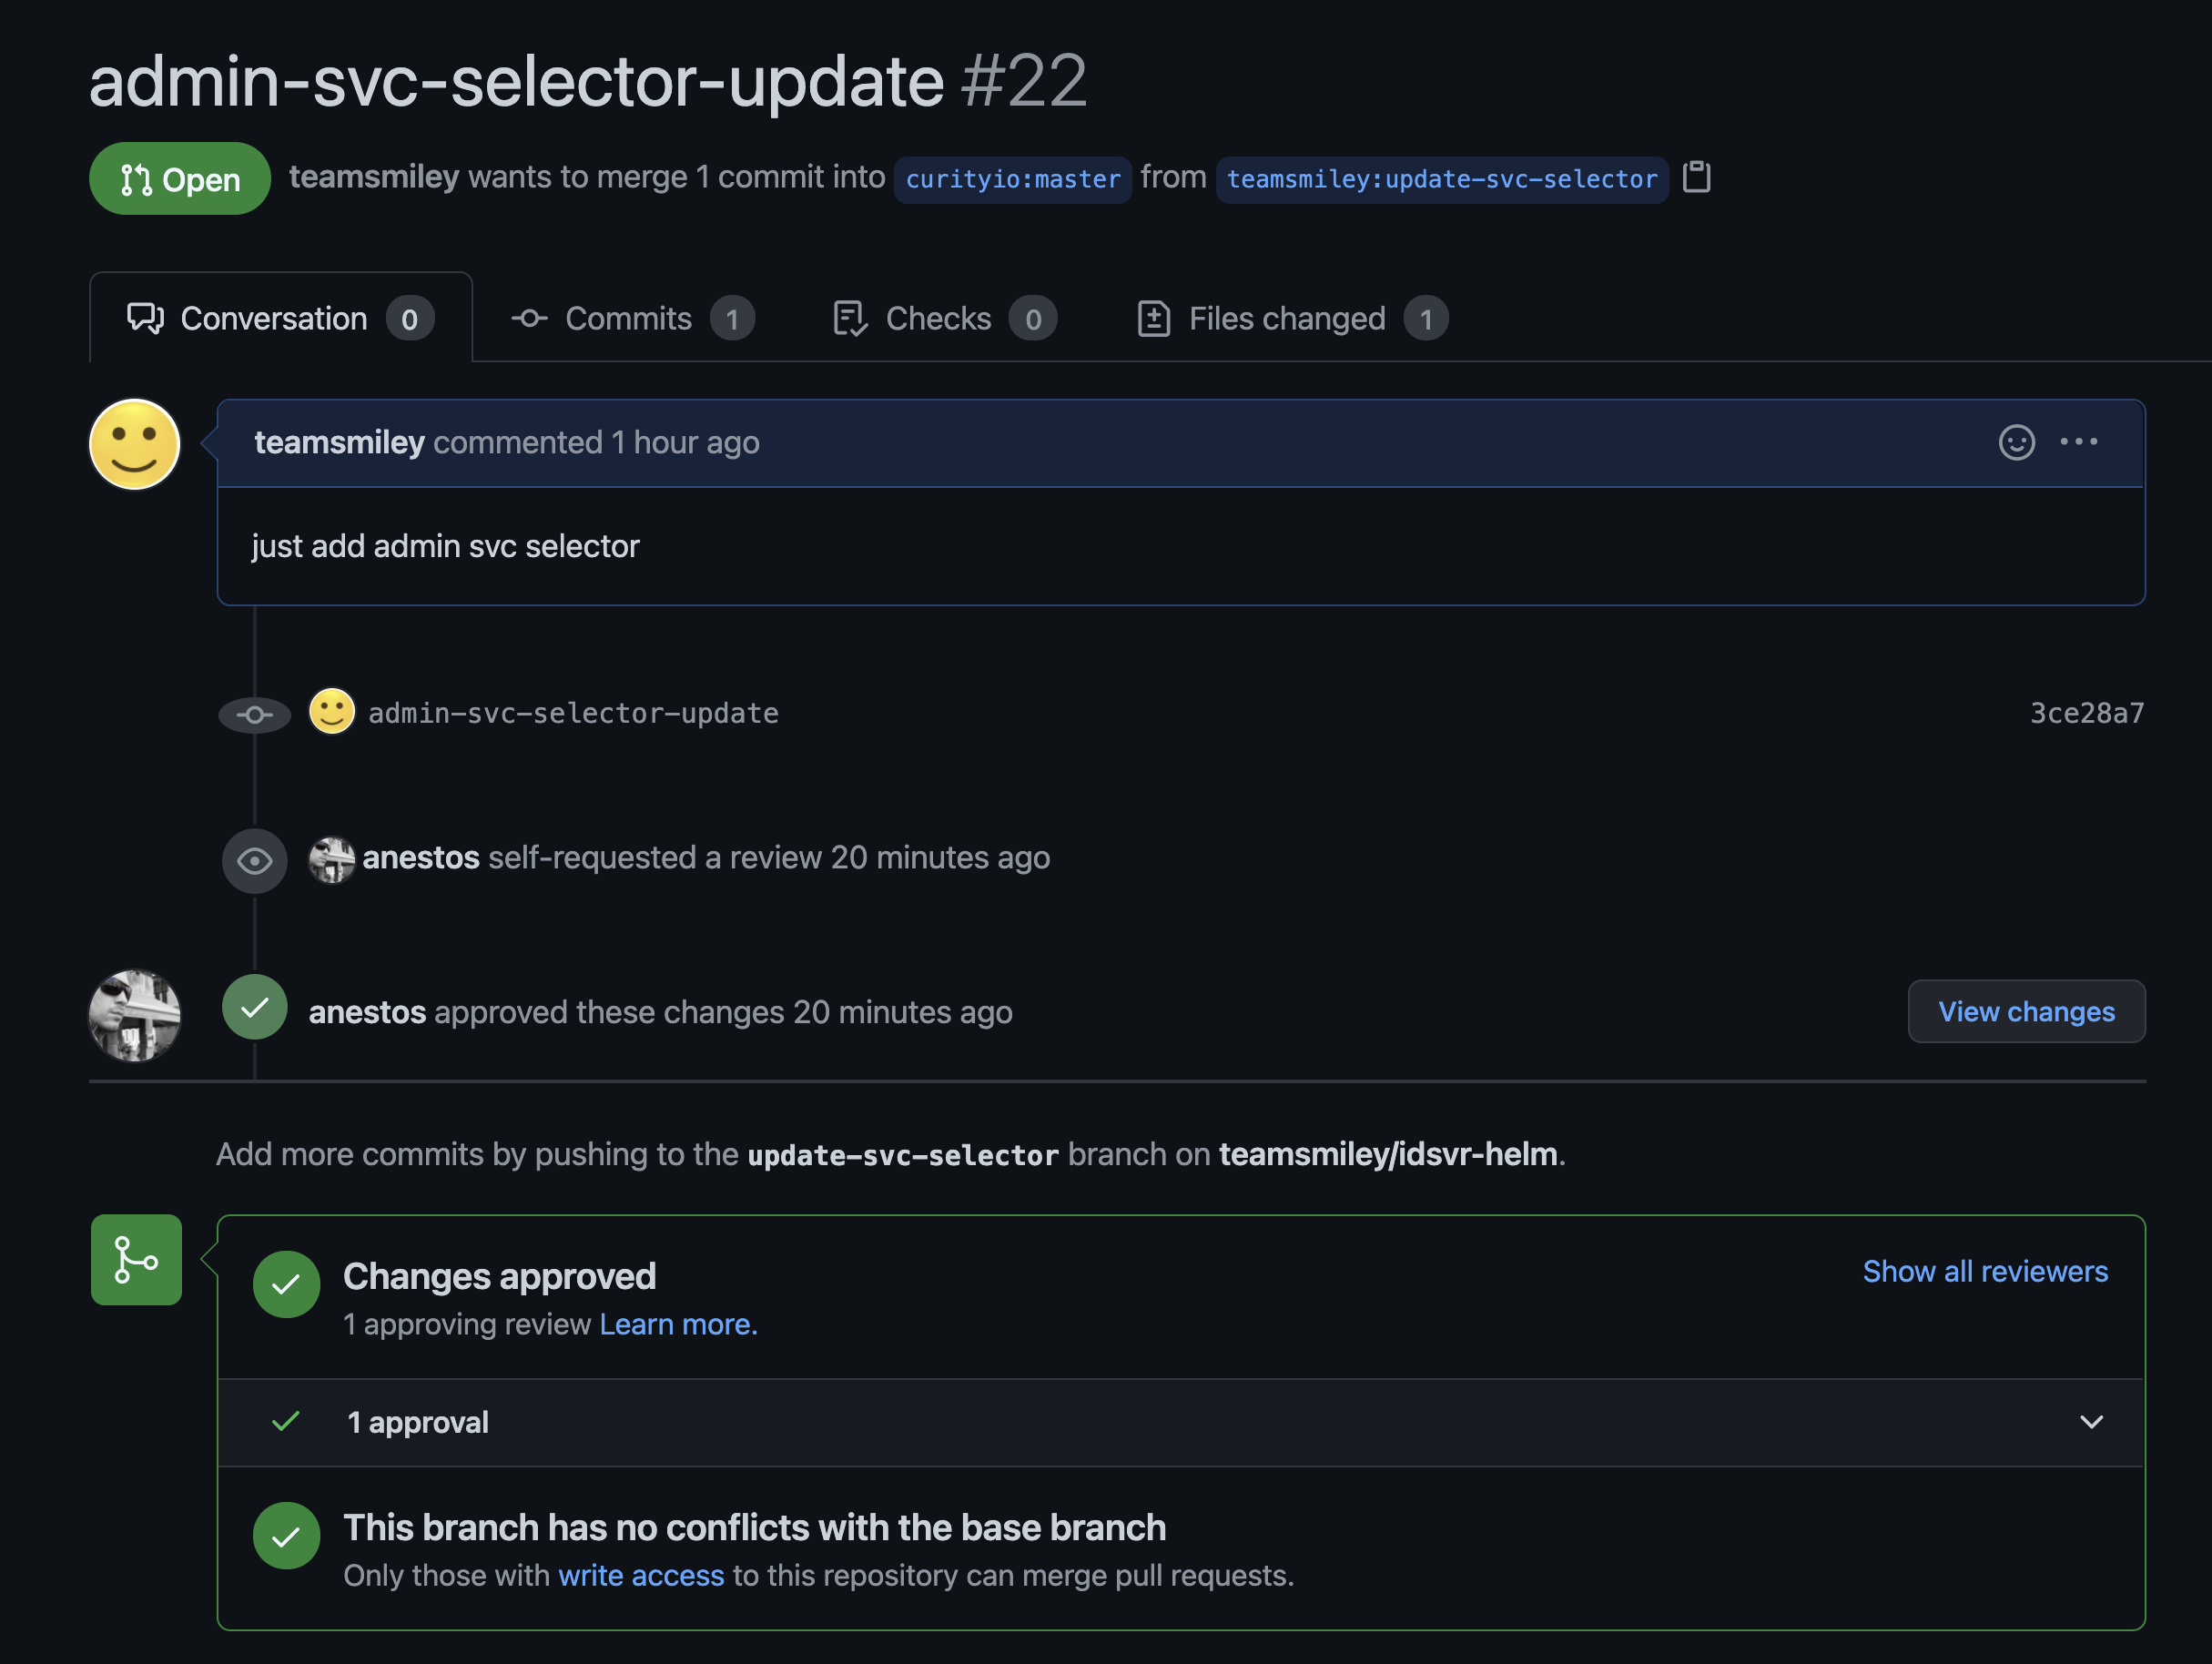 admin-svc-selector-update #22
Open teamsmiley wants to merge 1 commit into curityio:master from teamsmiley:update-svc-selector
Conversation 0 Commits 1 Checks 0 Files changed 1
teamsmiley commented 1 hour ago
just add admin svc selector
admin-svc-selector-update 3ce28a7
anestos self-requested a review 20 minutes ago
anestos approved these changes 20 minutes ago View changes
Add more commits by pushing to the update-svc-selector branch on teamsmiley/idsvr-helm.
Changes approved Show all reviewers
1 approving review Learn more.
1 approval
This branch has no conflicts with the base branch
Only those with write access to this repository can merge pull requests.